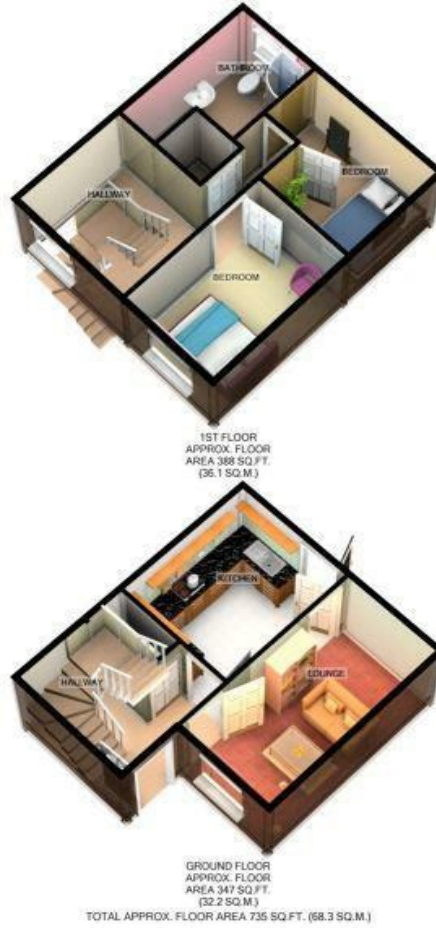 BATHROOM
BEDROOM
HALLWAY
BEDROOM
1ST FLOOR
APPROX. FLOOR
AREA 388 SQ.FT.
(36.1 SQ.M.)
KITCHEN
HALLWAY
LOUNGE
GROUND FLOOR
APPROX. FLOOR
AREA 347 SQ.FT.
(32.2 SQ.M.)
TOTAL APPROX. FLOOR AREA 735 SQ.FT. (68.3 SQ.M.)